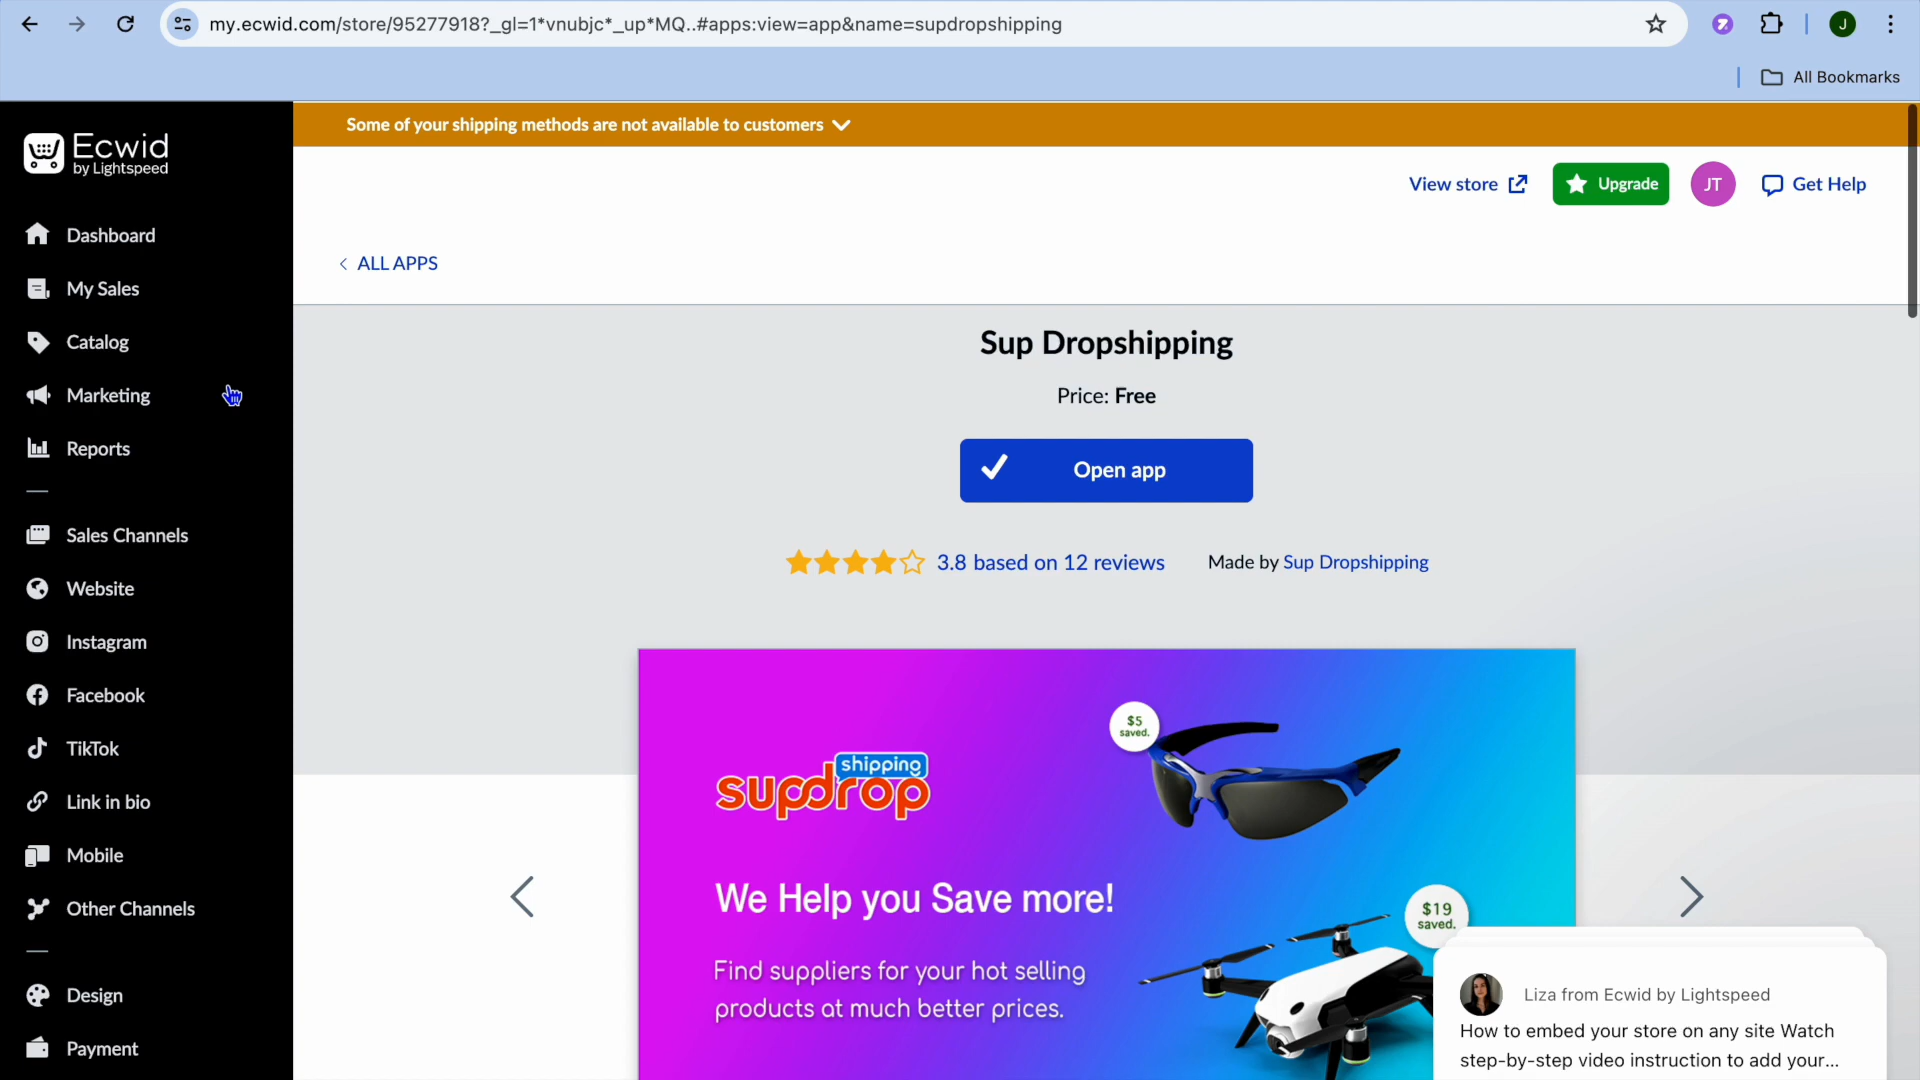 my.ecwid.com/store/95277918?_gl=1*vnubjc*_up*MQ..#apps:view=app&name=supdropshipping
J
All Bookmarks
Ecwid
by Lightspeed
Some of your shipping methods are not available to customers
View store
Upgrade
JT
Get Help
Dashboard
My Sales
Catalog
Marketing
Reports
Sales Channels
Website
Instagram
Facebook
TikTok
Link in bio
Mobile
Other Channels
Design
Payment
ALL APPS
Sup Dropshipping
Price: Free
Open app
3.8 based on 12 reviews
Made by Sup Dropshipping
$5
saved.
shipping
supdrop
We Help you Save more!
$19
saved.
Find suppliers for your hot selling
products at much better prices.
Liza from Ecwid by Lightspeed
How to embed your store on any site Watch
step-by-step video instruction to add your...